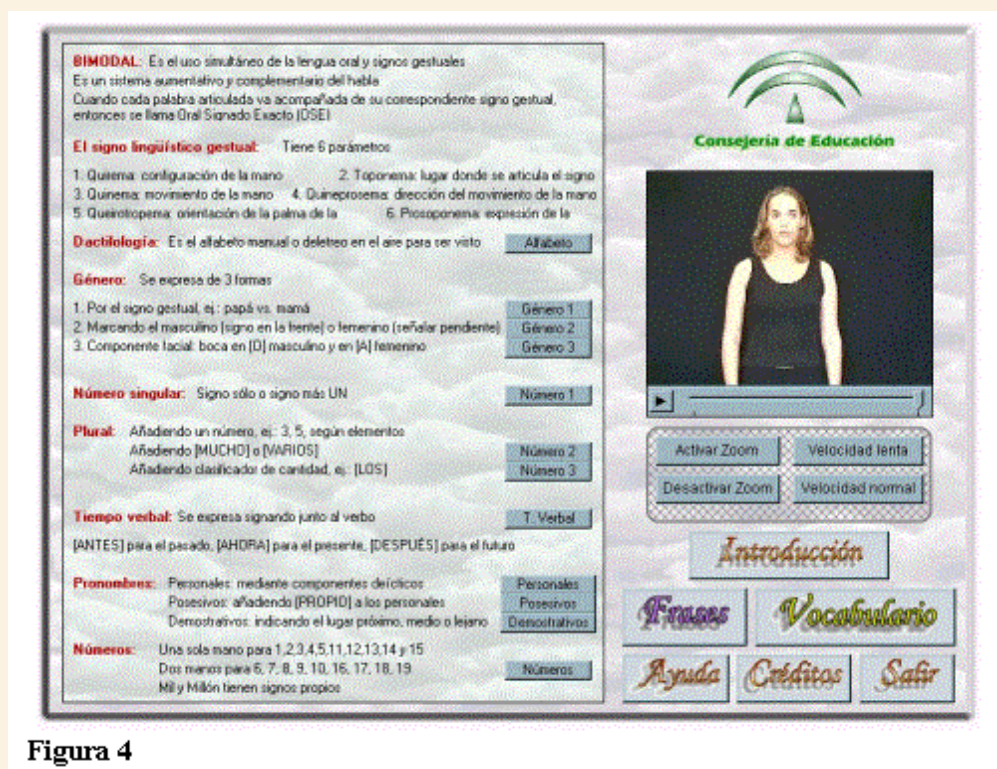 BIMODAL: Es el uso simultáneo de la lengua oral y signos gestuales
Es un sistema aumentativo y complementario del habla
Cuando cada palabra articulada va acompañada de su correspondiente signo gestual,
entonces se llama Oral Signado Exacto [OSE]
El signo lingüístico gestual: Tiene 6 parámetros
1. Quirema: configuración de la mano 2. Toponema: lugar donde se articula el signo
3. Quinema: movimiento de la mano 4. Quineprosema: dirección del movimiento de la mano
5. Queirotropema: orientación de la palma de la 6. Prosoponema: expresión de la
Dactilología: Es el alfabeto manual o deletreo en el aire para ser visto Alfabeto
Género: Se expresa de 3 formas
1. Por el signo gestual, ej.: papá vs. mamá Género 1
2. Marcando el masculino [signo en la frente] o femenino (señalar pendiente) Género 2
3. Componente facial: boca en [O] masculino y en [A] femenino Género 3
Número singular: Signo sólo o signo más UN Número 1
Plural: Añadiendo un número, ej.: 3, 5, según elementos
Añadiendo [MUCHO] o [VARIOS] Número 2
Añadiendo clasificador de cantidad, ej.: [LOS] Número 3
Tiempo verbal: Se expresa signando junto al verbo T. Verbal
[ANTES] para el pasado, [AHORA] para el presente, [DESPUÉS] para el futuro
Pronombres: Personales: mediante componentes deícticos Personales
Posesivos: añadiendo [PROPIO] a los personales Posesivos
Demostrativos: indicando el lugar próximo, medio o lejano Demostrativos
Números: Una sola mano para 1,2,3,4,5,11,12,13,14 y 15
Dos manos para 6, 7, 8, 9, 10, 16, 17, 18, 19 Números
Mil y Millón tienen signos propios
Consejería de Educación
Activar Zoom Velocidad lenta
Desactivar Zoom Velocidad normal
Introducción
Frases Vocabulario
Ayuda Créditos Salir
Figura 4